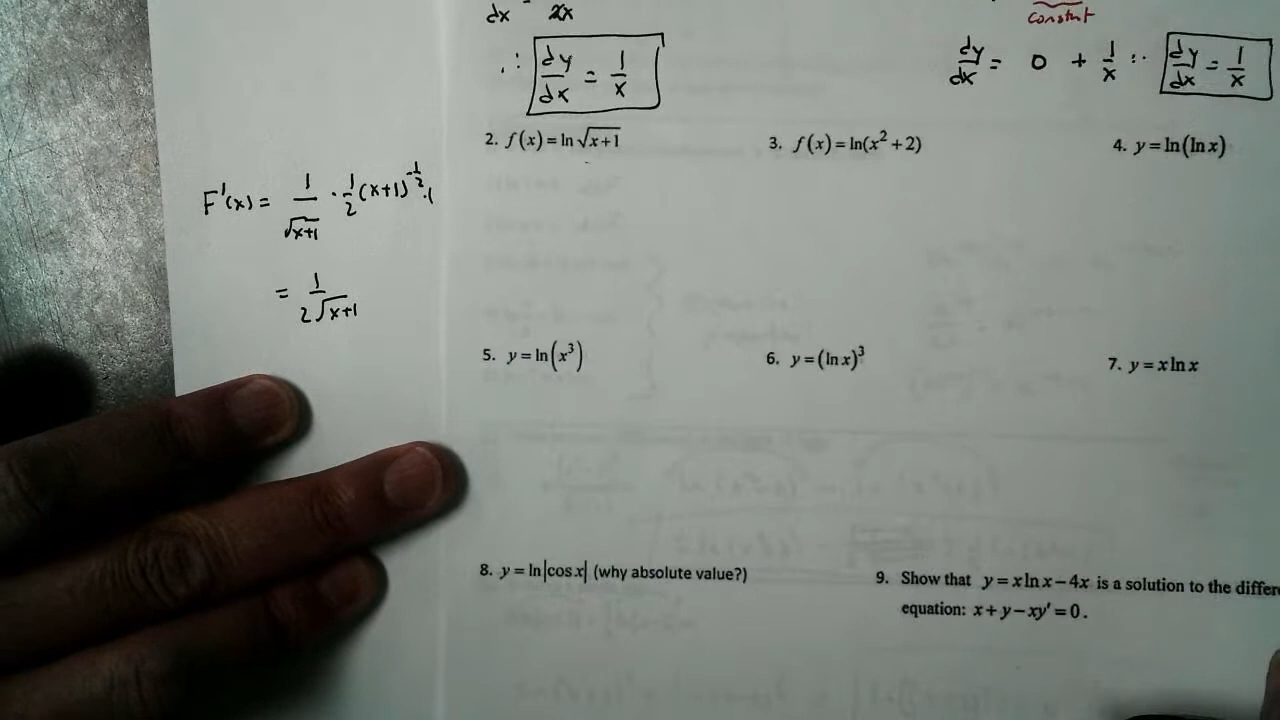 dx 2x
constant
∴ dy/dx = 1/x
dy/dx = 0 + 1/x ∴ dy/dx = 1/x
2. f(x)=ln√(x+1)
3. f(x)=ln(x²+2)
4. y=ln(ln x)
F'(x) = 1/√(x+1) · 1/2 (x+1)^(-1/2) · 1
= 1/(2√(x+1))
5. y=ln(x³)
6. y=(ln x)³
7. y=x ln x
8. y=ln|cos x| (why absolute value?)
9. Show that y=x ln x−4x is a solution to the differe
equation: x+y−xy'=0.